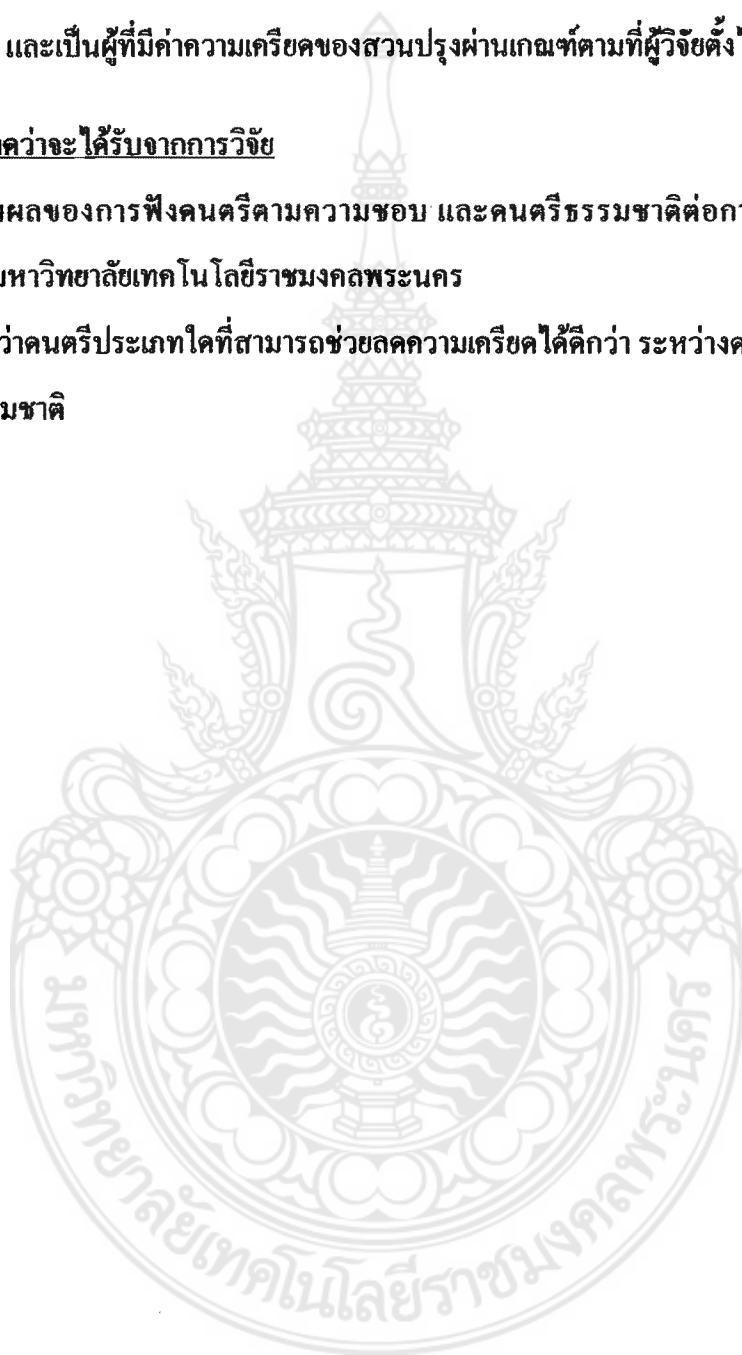 และเป็นผู้ที่มีค่าความเครียดของสวนปรุงผ่านเกณฑ์ตามที่ผู้วิจัยตั้ง
ว่าจะได้รับจากการวิจัย
ผลของการฟังดนตรีตามความชอบ และดนตรีธรรมชาติต่อ
มหาวิทยาลัยเทคโนโลยีราชมงคลพระนคร
ว่าดนตรีประเภทใดที่สามารถช่วยลดความเครียดได้ดีกว่า ระหว่าง
มชาติ
มหาวิทยาลัยเทคโนโลยีราชมงคลพระนคร